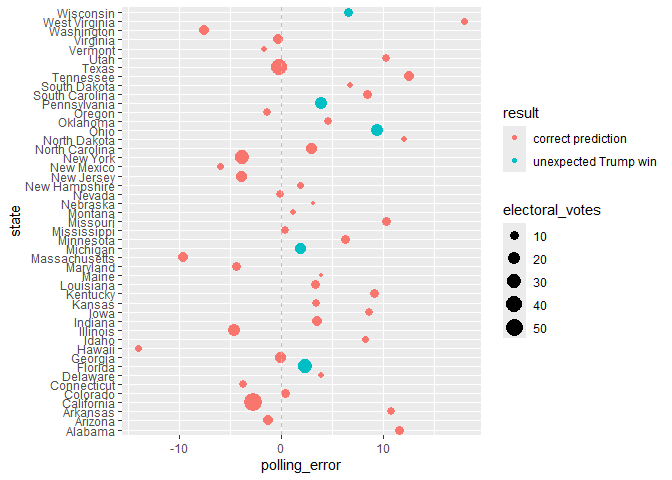 state
Wisconsin
West Virginia
Washington
Virginia
Vermont
Utah
Texas
Tennessee
South Dakota
South Carolina
Pennsylvania
Oregon
Oklahoma
Ohio
North Dakota
North Carolina
New York
New Mexico
New Jersey
New Hampshire
Nevada
Nebraska
Montana
Missouri
Mississippi
Minnesota
Michigan
Massachusetts
Maryland
Maine
Louisiana
Kentucky
Kansas
Iowa
Indiana
Illinois
Idaho
Hawaii
Georgia
Florida
Delaware
Connecticut
Colorado
California
Arkansas
Arizona
Alabama
-10 0 10
polling_error
result
correct prediction
unexpected Trump win
electoral_votes
10
20
30
40
50